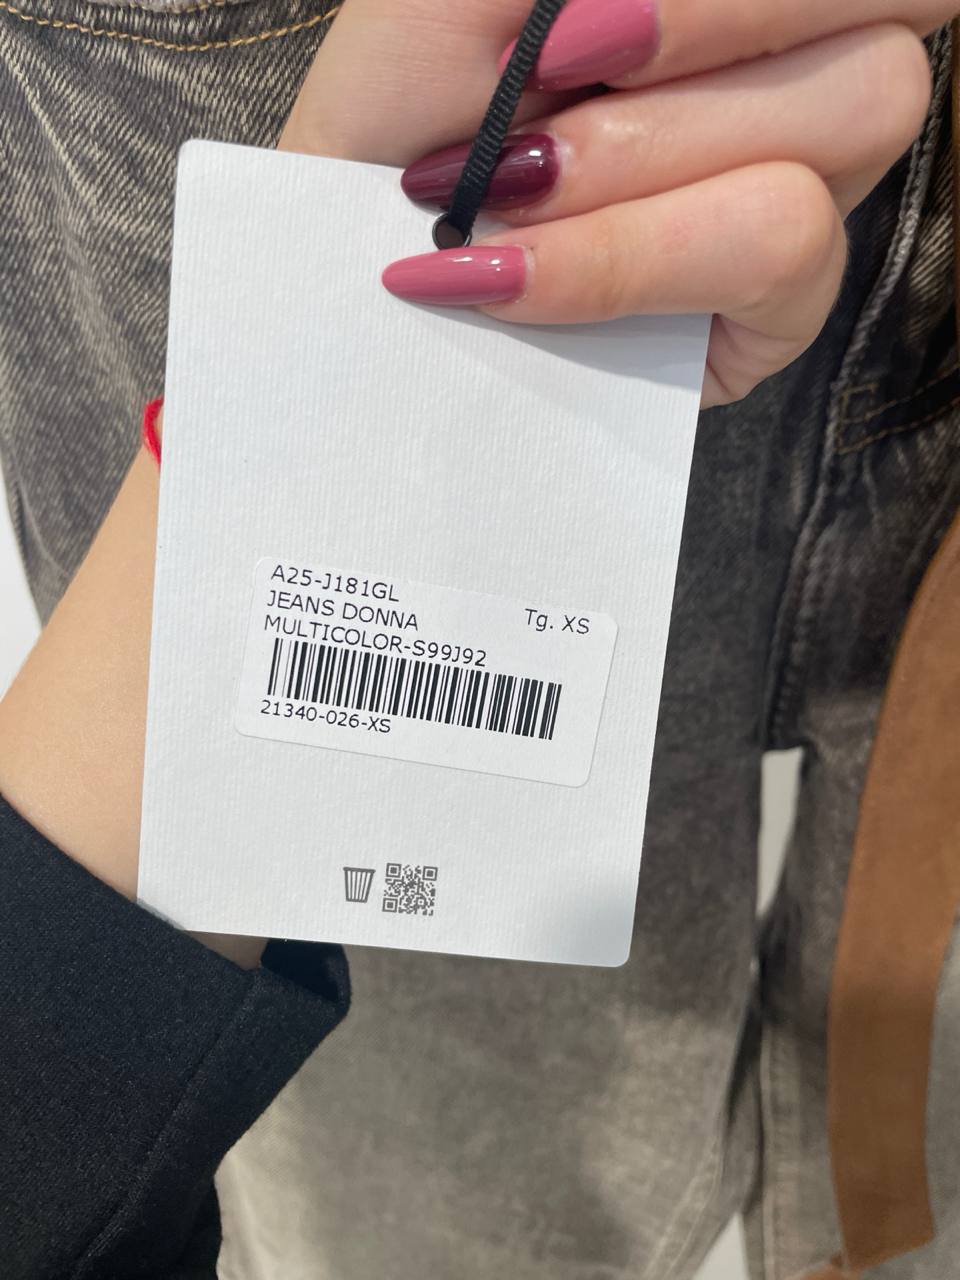 A25-J181GL
JEANS DONNA
Tg. XS
MULTICOLOR-S99J92
21340-026-XS